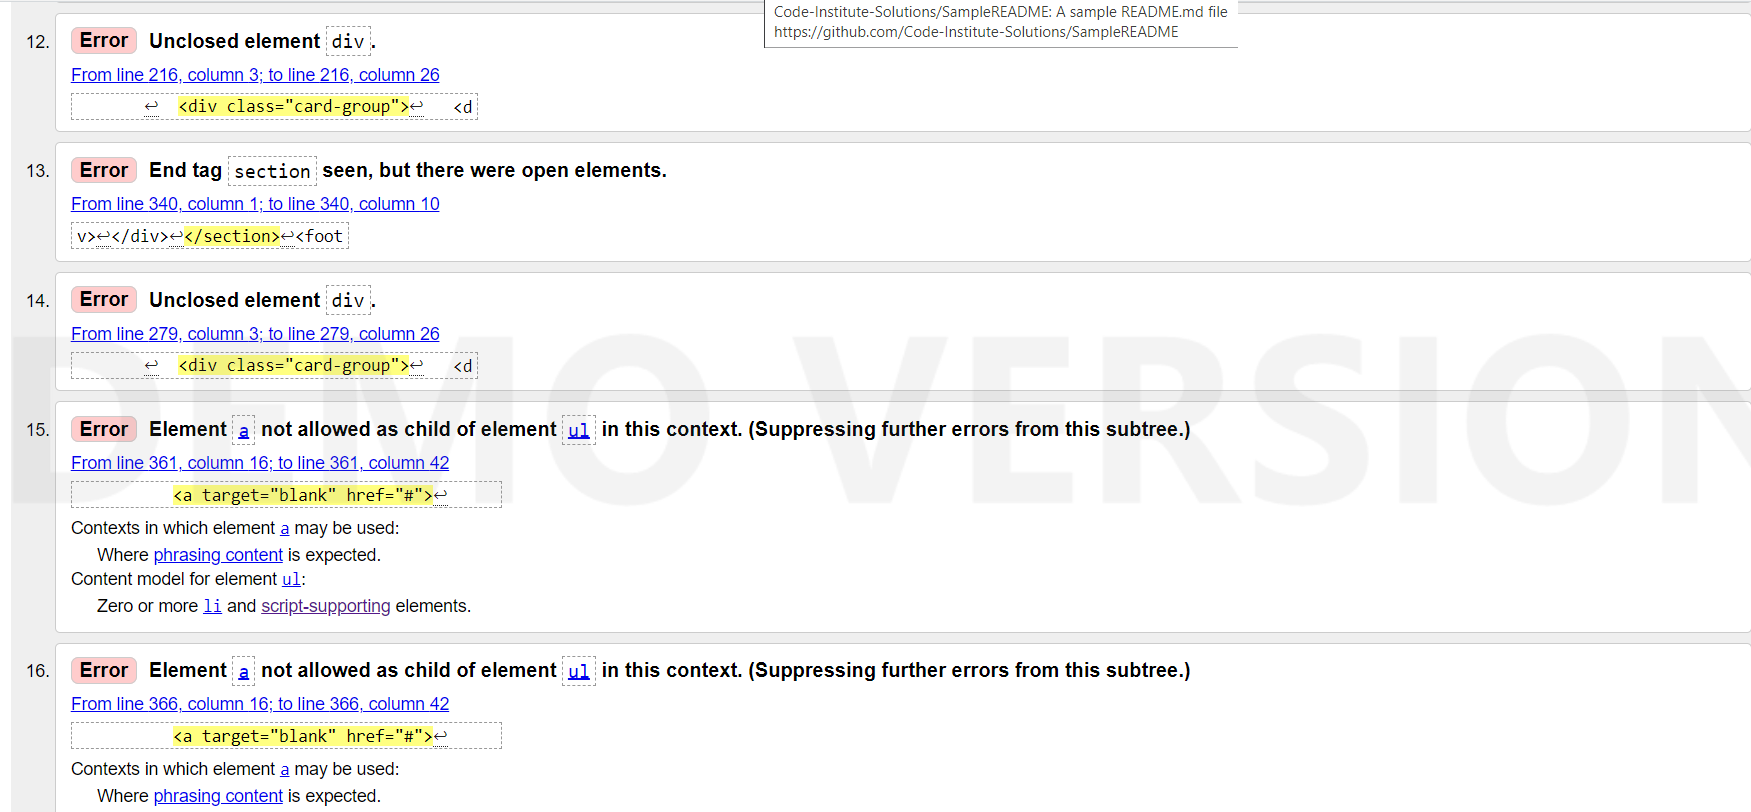 Code-Institute-Solutions/SampleREADME: A sample README.md file
https://github.com/Code-Institute-Solutions/SampleREADME
12. Error Unclosed element div.
From line 216, column 3; to line 216, column 26
↩ <div class="card-group">↩ <d
13. Error End tag section seen, but there were open elements.
From line 340, column 1; to line 340, column 10
v>↩</div>↩</section>↩<foot
14. Error Unclosed element div.
From line 279, column 3; to line 279, column 26
↩ <div class="card-group">↩ <d
DEMO VERSION
15. Error Element a not allowed as child of element ul in this context. (Suppressing further errors from this subtree.)
From line 361, column 16; to line 361, column 42
<a target="blank" href="#">↩
Contexts in which element a may be used:
Where phrasing content is expected.
Content model for element ul:
Zero or more li and script-supporting elements.
16. Error Element a not allowed as child of element ul in this context. (Suppressing further errors from this subtree.)
From line 366, column 16; to line 366, column 42
<a target="blank" href="#">↩
Contexts in which element a may be used:
Where phrasing content is expected.